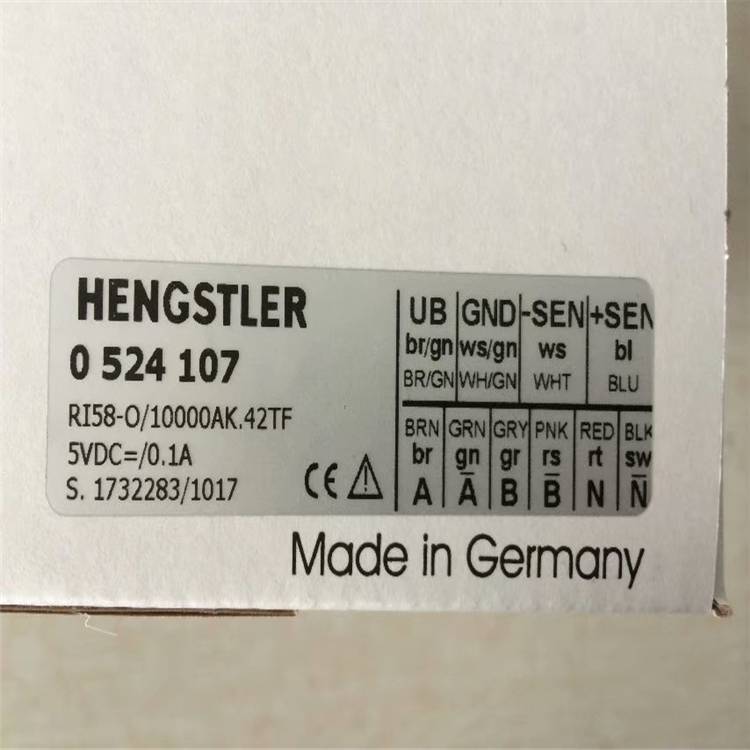 HENGSTLER
0 524 107
RI58-O/10000AK.42TF
5VDC=/0.1A
S. 1732283/1017
CE
UB GND -SEN +SEN
br/gn ws/gn ws bl
BR/GN WH/GN WHT BLU
BRN GRN GRY PNK RED BLK
br gn gr rs rt sw
A A̅ B B̅ N N̅
Made in Germany